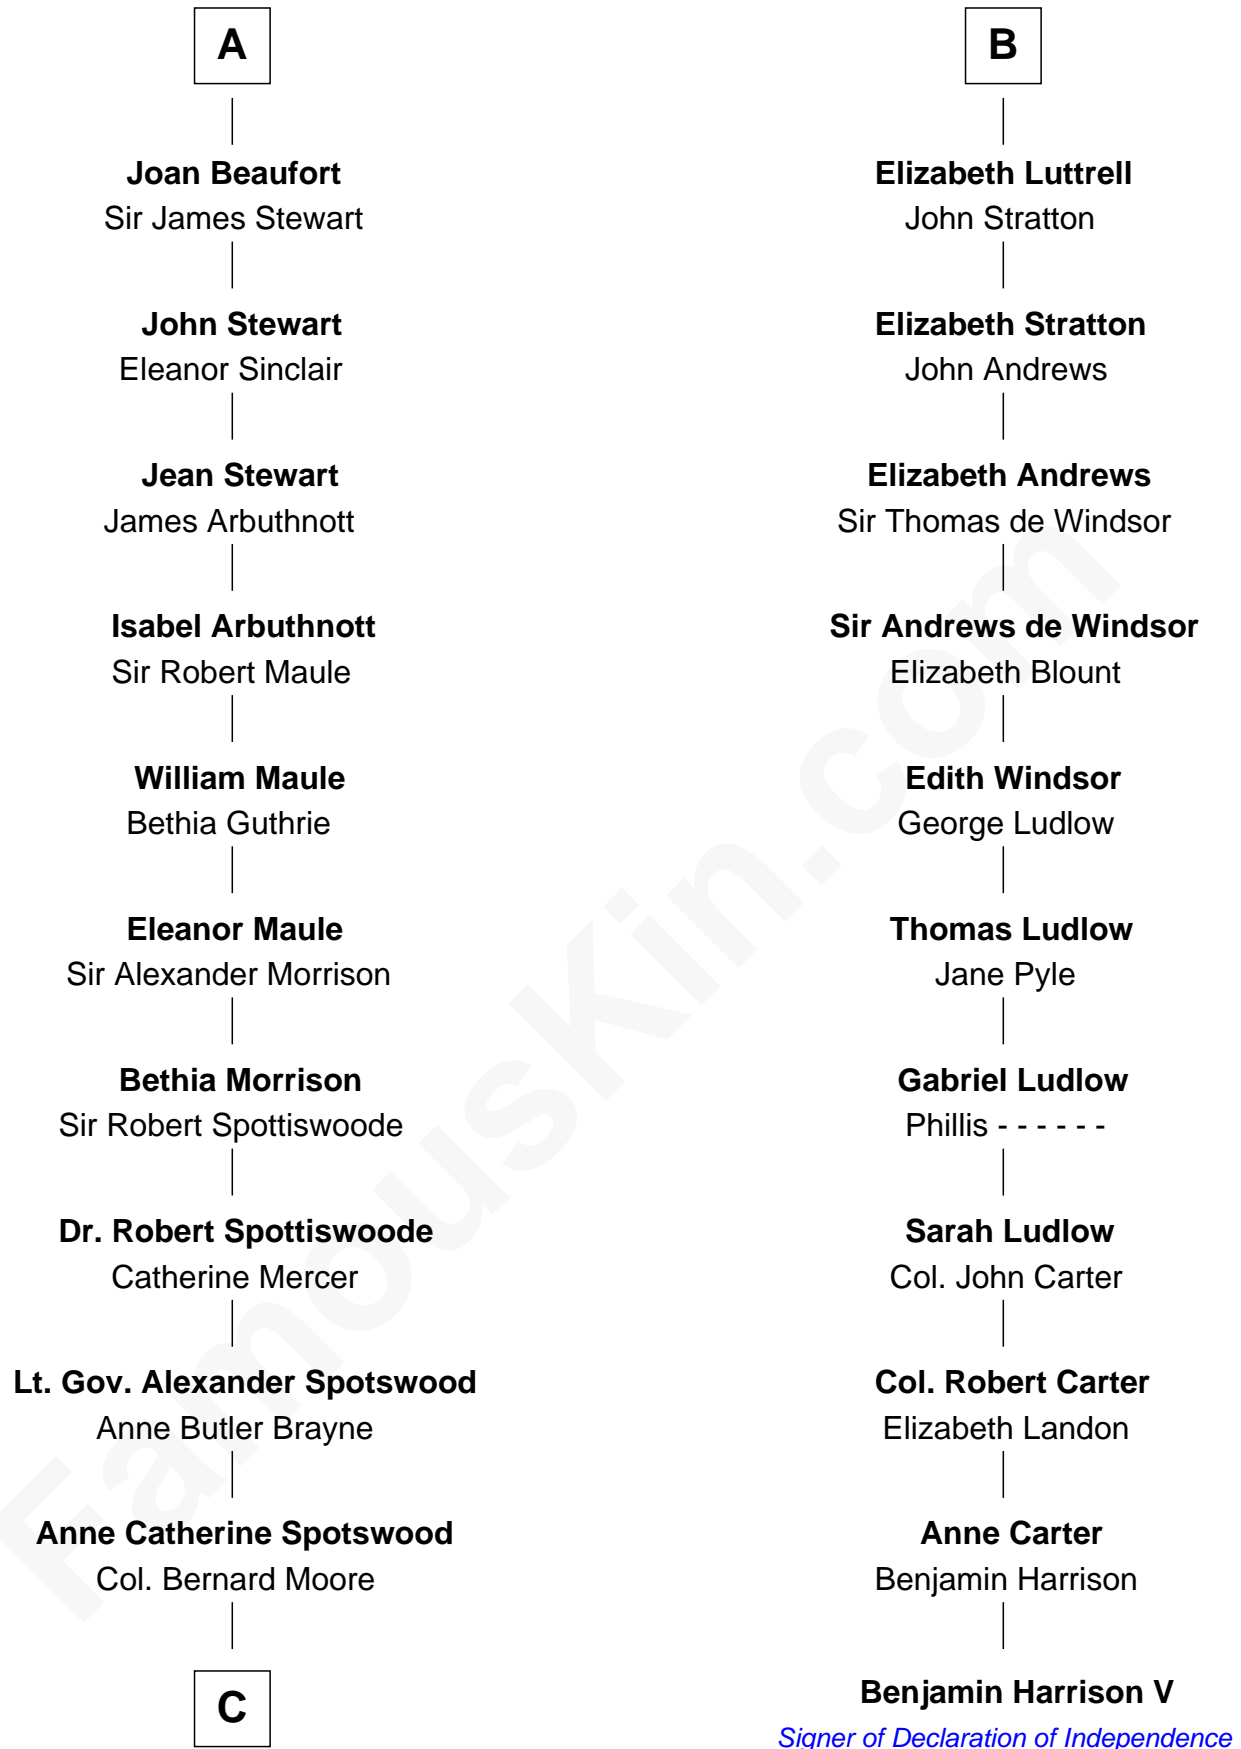 A
Joan Beaufort
Sir James Stewart
John Stewart
Eleanor Sinclair
Jean Stewart
James Arbuthnott
Isabel Arbuthnott
Sir Robert Maule
William Maule
Bethia Guthrie
Eleanor Maule
Sir Alexander Morrison
Bethia Morrison
Sir Robert Spottiswoode
Dr. Robert Spottiswoode
Catherine Mercer
Lt. Gov. Alexander Spotswood
Anne Butler Brayne
Anne Catherine Spotswood
Col. Bernard Moore
C
B
Elizabeth Luttrell
John Stratton
Elizabeth Stratton
John Andrews
Elizabeth Andrews
Sir Thomas de Windsor
Sir Andrews de Windsor
Elizabeth Blount
Edith Windsor
George Ludlow
Thomas Ludlow
Jane Pyle
Gabriel Ludlow
Phillis - - - - - -
Sarah Ludlow
Col. John Carter
Col. Robert Carter
Elizabeth Landon
Anne Carter
Benjamin Harrison
Benjamin Harrison V
Signer of Declaration of Independence
FamousKin.com